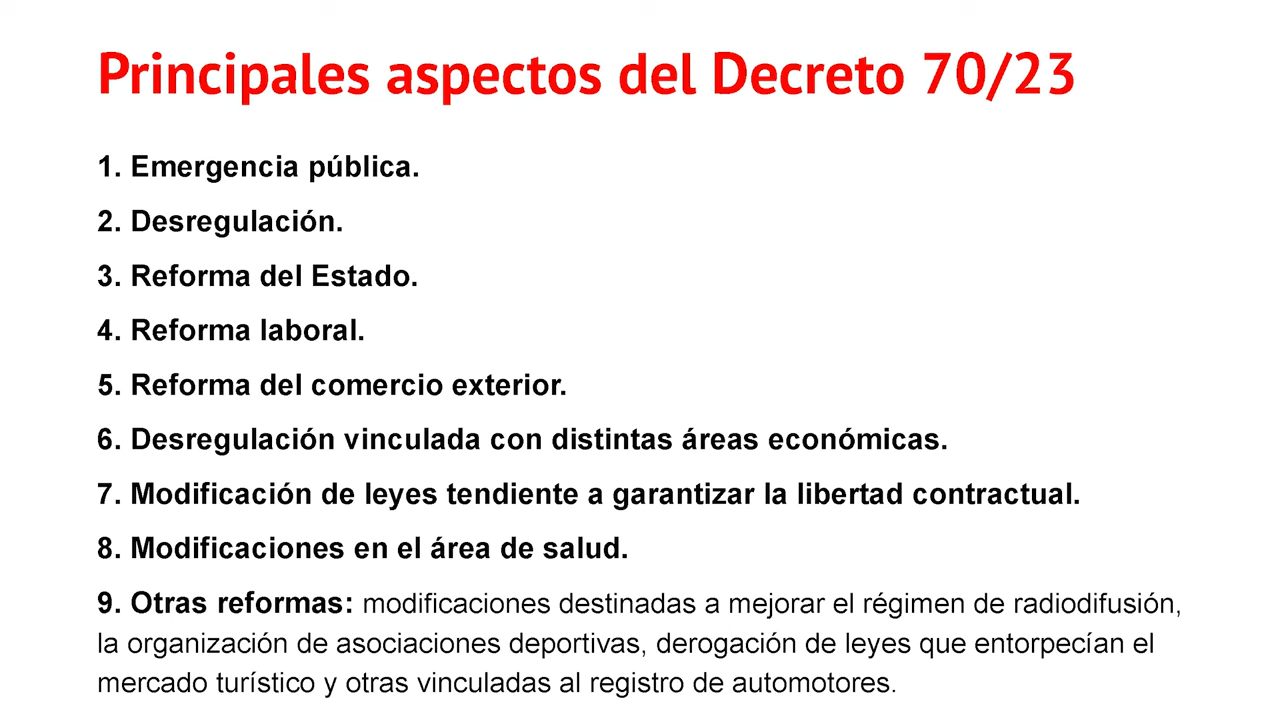 Principales aspectos del Decreto 70/23
1. Emergencia pública.
2. Desregulación.
3. Reforma del Estado.
4. Reforma laboral.
5. Reforma del comercio exterior.
6. Desregulación vinculada con distintas áreas económicas.
7. Modificación de leyes tendiente a garantizar la libertad contractual.
8. Modificaciones en el área de salud.
9. Otras reformas: modificaciones destinadas a mejorar el régimen de radiodifusión,
la organización de asociaciones deportivas, derogación de leyes que entorpecían el
mercado turístico y otras vinculadas al registro de automotores.